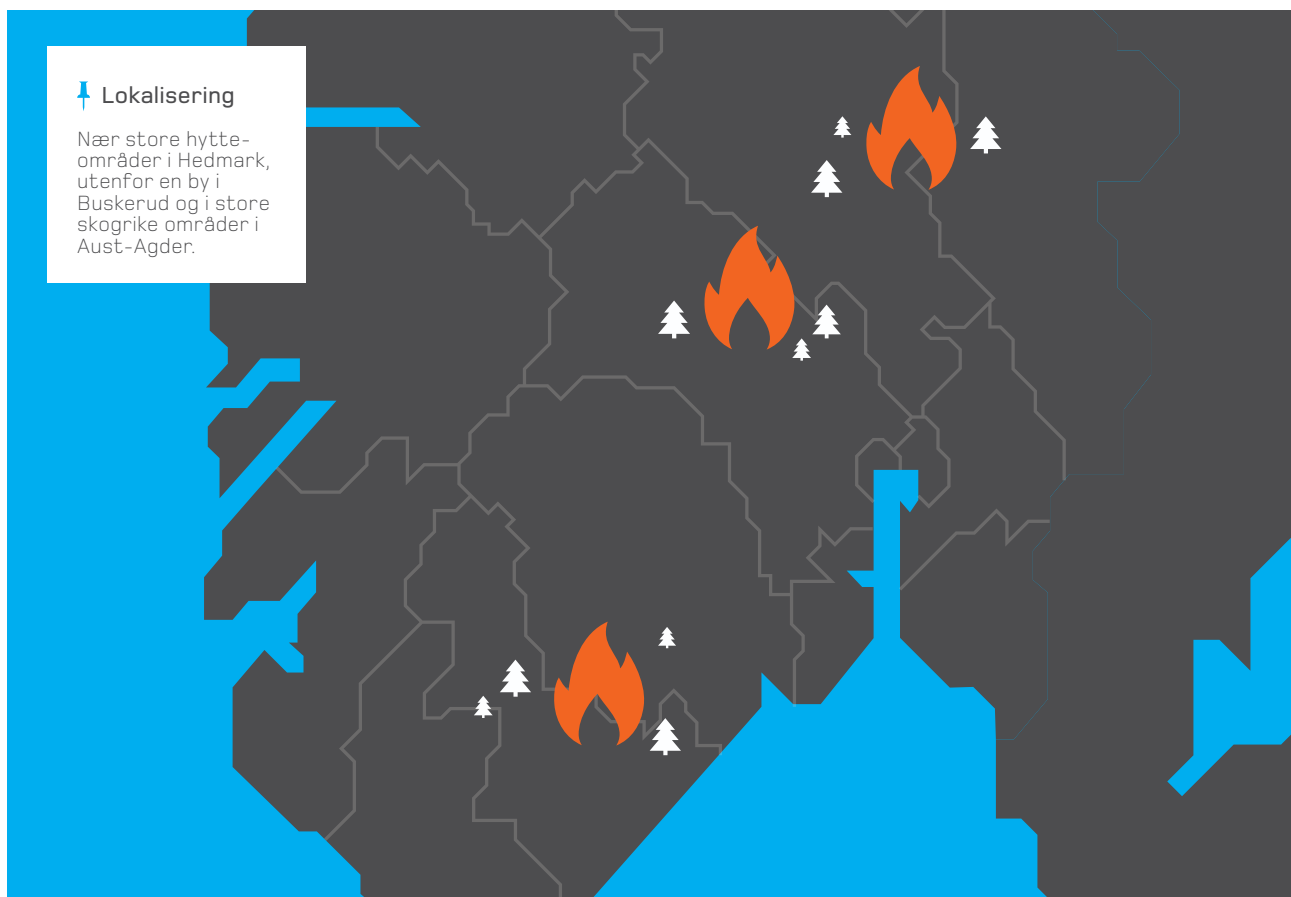 Lokalisering
Nær store hytte-
områder i Hedmark,
utenfor en by i
Buskerud og i store
skogrike områder i
Aust-Agder.